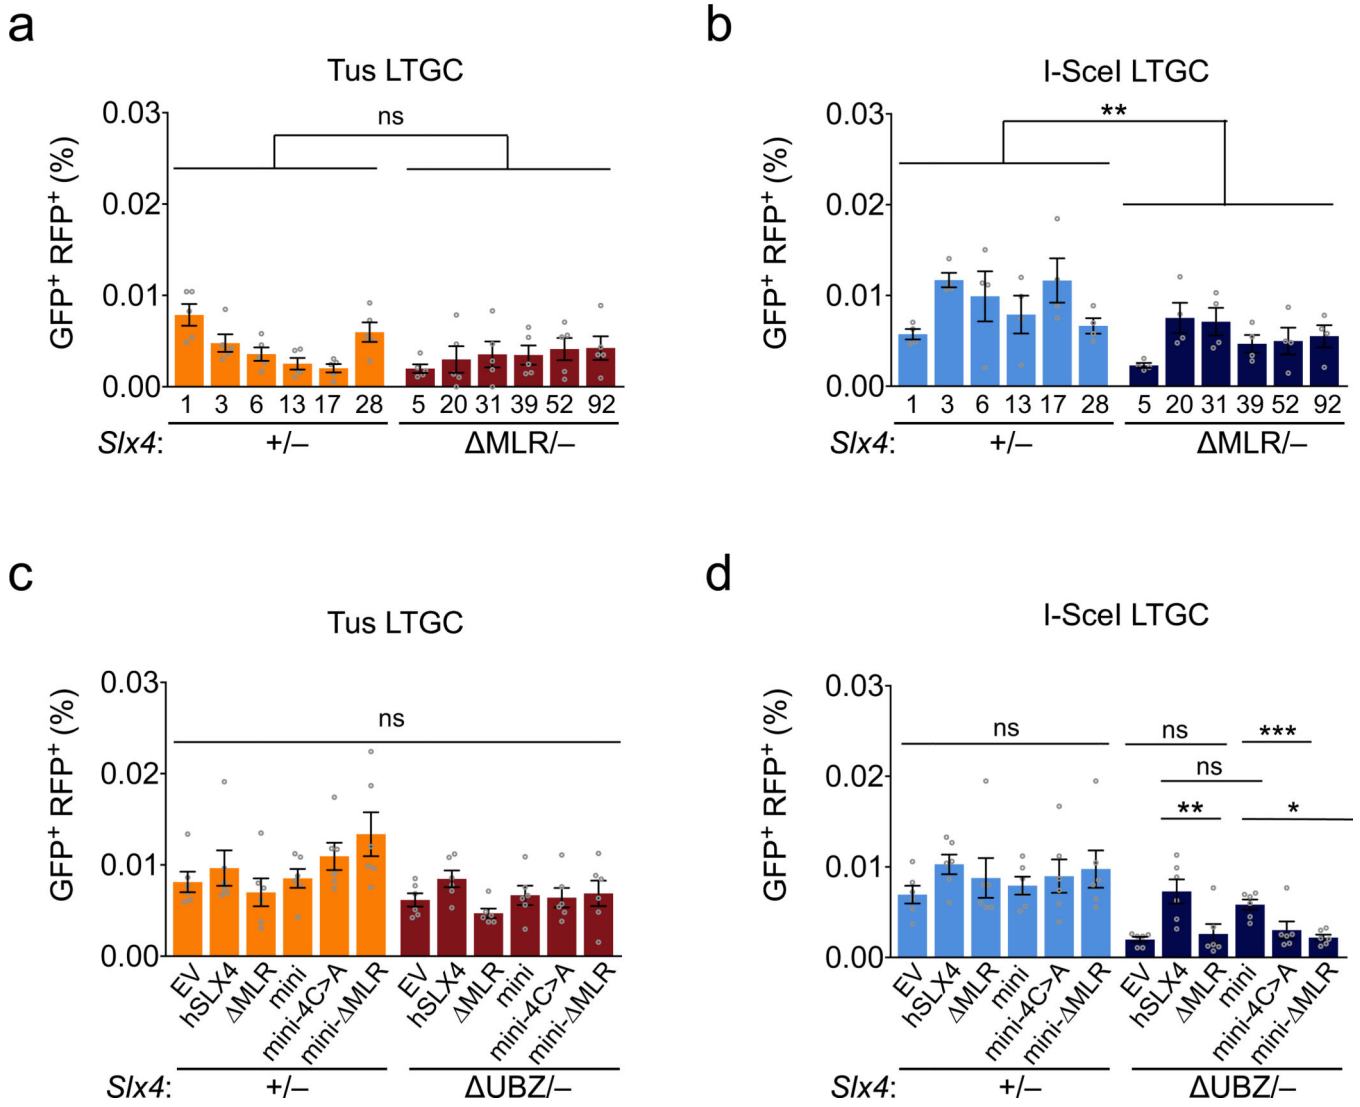 a
Tus LTGC
GFP+ RFP+ (%)
0.03
0.02
0.01
0.00
ns
1 3 6 13 17 28 5 20 31 39 52 92
Slx4: +/– ΔMLR/–
b
I-SceI LTGC
GFP+ RFP+ (%)
0.03
0.02
0.01
0.00
**
1 3 6 13 17 28 5 20 31 39 52 92
Slx4: +/– ΔMLR/–
c
Tus LTGC
GFP+ RFP+ (%)
0.03
0.02
0.01
0.00
ns
EV hSLX4 ΔMLR mini mini-4C>A mini-ΔMLR EV hSLX4 ΔMLR mini mini-4C>A mini-ΔMLR
Slx4: +/– ΔUBZ/–
d
I-SceI LTGC
GFP+ RFP+ (%)
0.03
0.02
0.01
0.00
ns ns ***
ns
** *
EV hSLX4 ΔMLR mini mini-4C>A mini-ΔMLR EV hSLX4 ΔMLR mini mini-4C>A mini-ΔMLR
Slx4: +/– ΔUBZ/–